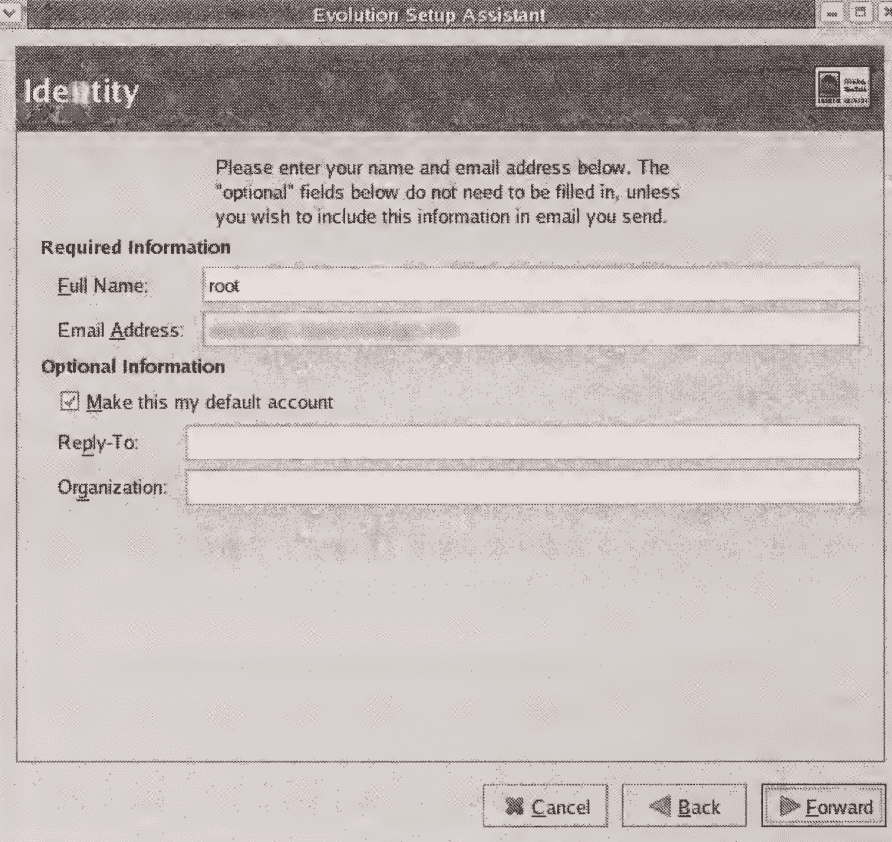 Evolution Setup Assistant
Identity
Please enter your name and email address below. The
"optional" fields below do not need to be filled in, unless
you wish to include this information in email you send.
Required Information
Full Name: root
Email Address:
Optional Information
Make this my default account
Reply-To:
Organization:
Cancel Back Forward